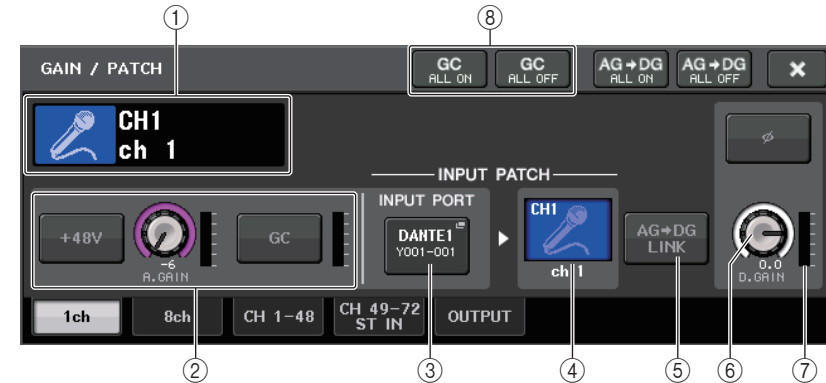 ① ⑧
GAIN / PATCH
GC ALL ON
GC ALL OFF
AG➔DG ALL ON
AG➔DG ALL OFF
×
CH1
ch 1
ø
INPUT PATCH
INPUT PORT
+48V
-6
A.GAIN
GC
DANTE1
Y001-001
CH1
ch 1
AG➔DG LINK
0.0
D.GAIN
1ch
8ch
CH 1-48
CH 49-72 ST IN
OUTPUT
② ③ ④ ⑤ ⑥ ⑦